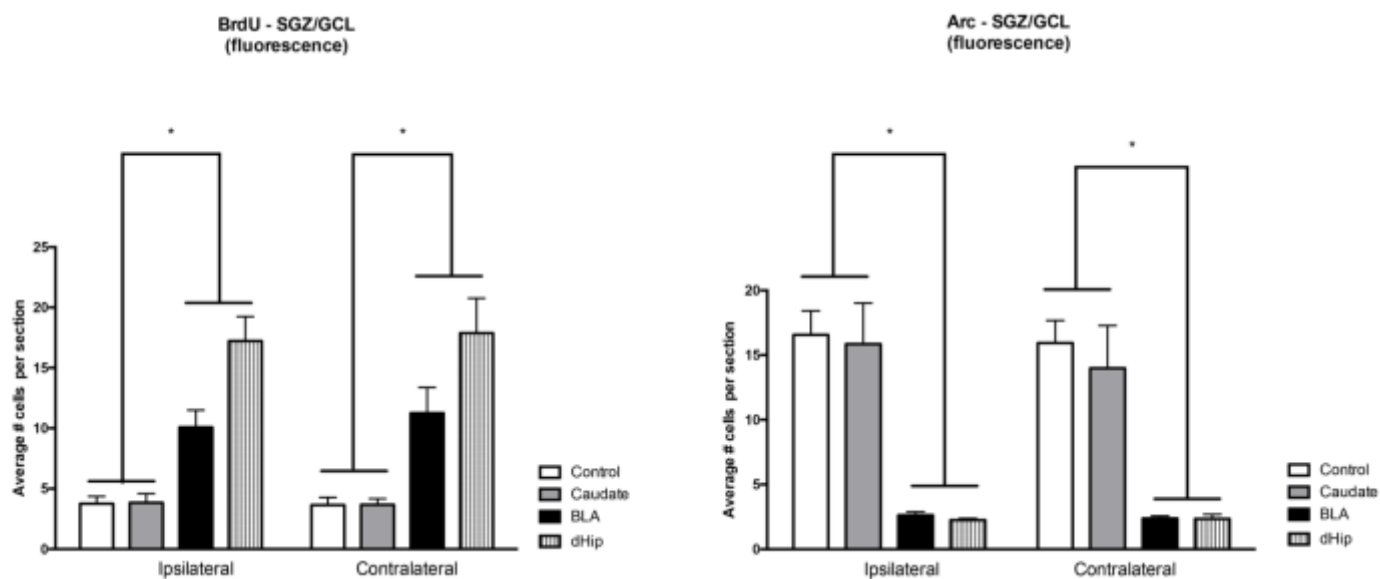 BrdU - SGZ/GCL
(fluorescence)
*
*
25
20
15
10
5
0
Average # cells per section
Ipsilateral
Contralateral
Control
Caudate
BLA
dHip
Arc - SGZ/GCL
(fluorescence)
*
*
20
15
10
5
0
Average # cells per section
Ipsilateral
Contralateral
Control
Caudate
BLA
dHip